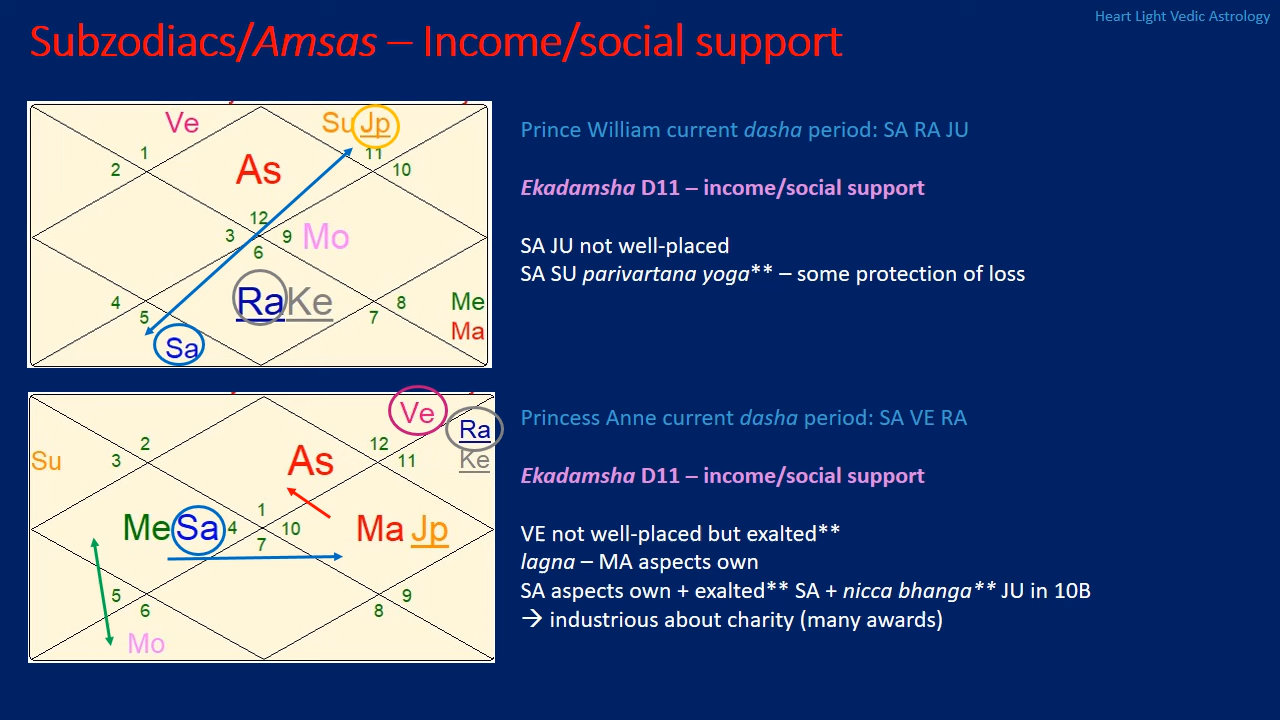 Heart Light Vedic Astrology
Subzodiacs/Amsas – Income/social support
Ve
Su Jp
1
11
2
As
10
12
3
9
Mo
6
4
Ra Ke
8
Me
5
7
Ma
Sa
Prince William current dasha period: SA RA JU
Ekadamsha D11 – income/social support
SA JU not well-placed
SA SU parivartana yoga** – some protection of loss
Ve
Ra
2
12
Su
3
As
11
Ke
1
Me Sa 4
10
Ma Jp
7
5
9
6
8
Mo
Princess Anne current dasha period: SA VE RA
Ekadamsha D11 – income/social support
VE not well-placed but exalted**
lagna – MA aspects own
SA aspects own + exalted** SA + nicca bhanga** JU in 10B
→ industrious about charity (many awards)